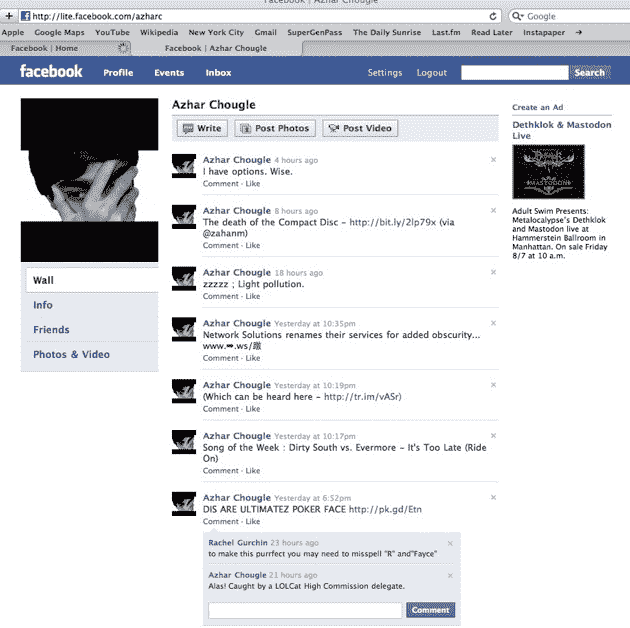 Facebook | Azhar Chougle
http://lite.facebook.com/azharc
Google
Apple Google Maps YouTube Wikipedia New York City Gmail SuperGenPass The Daily Sunrise Last.fm Read Later Instapaper
Facebook | Home
Facebook | Azhar Chougle
facebook Profile Events Inbox Settings Logout Search
Azhar Chougle
Write Post Photos Post Video
Azhar Chougle 4 hours ago
I have options. Wise.
Comment · Like
Azhar Chougle 8 hours ago
The death of the Compact Disc - http://bit.ly/2lp79x (via
@zahanm)
Comment · Like
Azhar Chougle 18 hours ago
zzzzz ; Light pollution.
Comment · Like
Azhar Chougle Yesterday at 10:35pm
Network Solutions renames their services for added obscurity...
Comment · Like
Azhar Chougle Yesterday at 10:19pm
(Which can be heard here - http://tr.im/vASr)
Comment · Like
Azhar Chougle Yesterday at 10:17pm
Song of the Week : Dirty South vs. Evermore - It's Too Late (Ride
On)
Comment · Like
Azhar Chougle Yesterday at 6:52pm
DIS ARE ULTIMATEZ POKER FACE http://pk.gd/Etn
Comment · Like
Rachel Gurchin 23 hours ago
to make this purrfect you may need to misspell "R" and"Fayce"
Azhar Chougle 21 hours ago
Alas! Caught by a LOLCat High Commission delegate.
Comment
Wall
Info
Friends
Photos & Video
Create an Ad
Dethklok & Mastodon
Live
MASTODON
Adult Swim Presents:
Metalocalypse's Dethklok
and Mastodon live at
Hammerstein Ballroom in
Manhattan. On sale Friday
8/7 at 10 a.m.